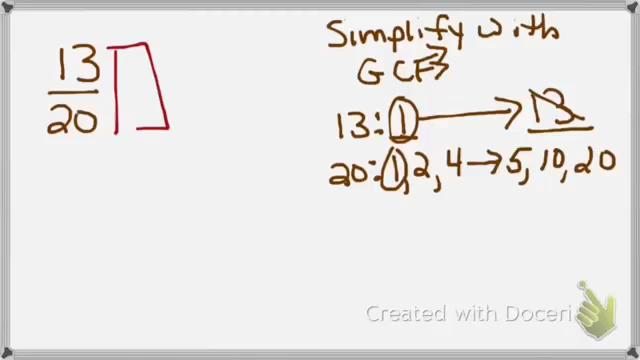 13
20
Simplify with
GCF
13: 1 → 13
20: 1, 2, 4 → 5, 10, 20
Created with Doceri